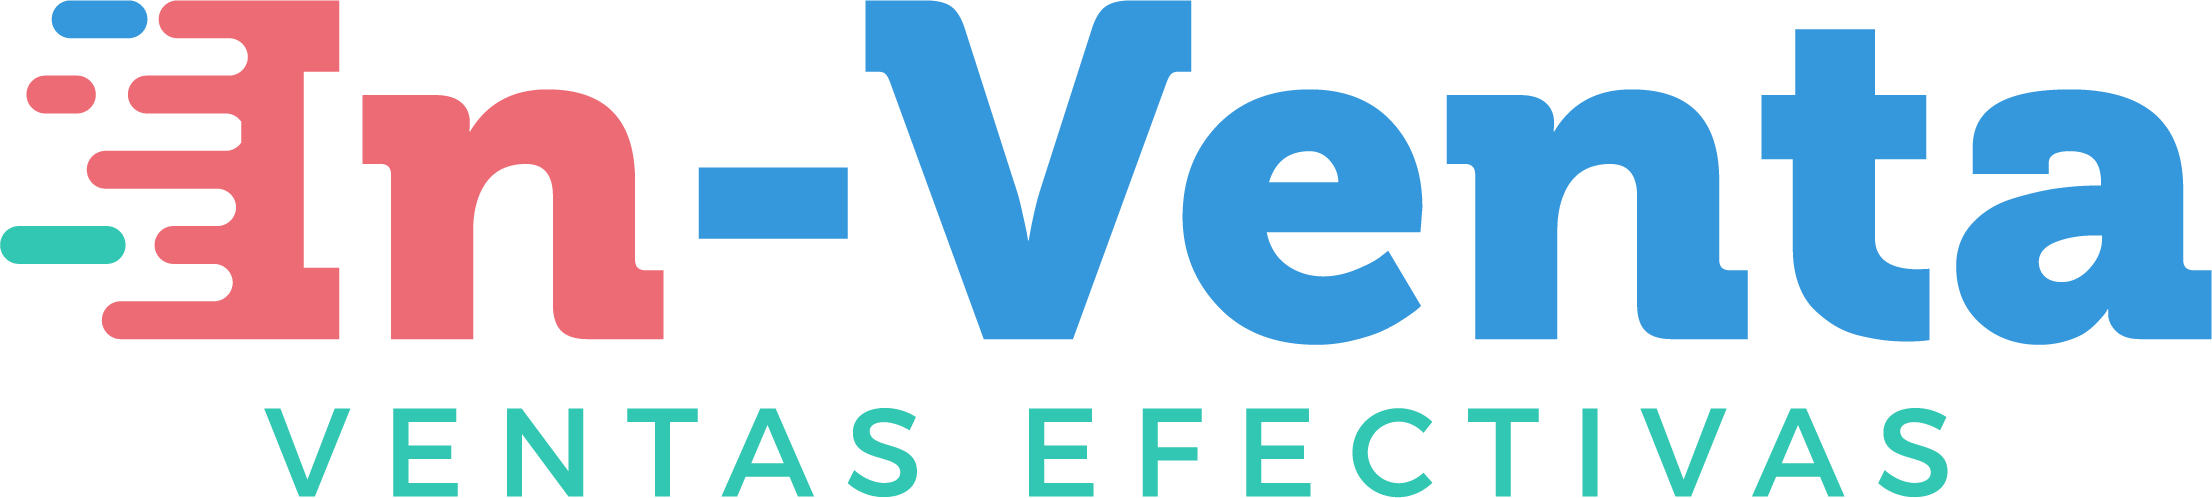 In-Venta
VENTAS EFECTIVAS